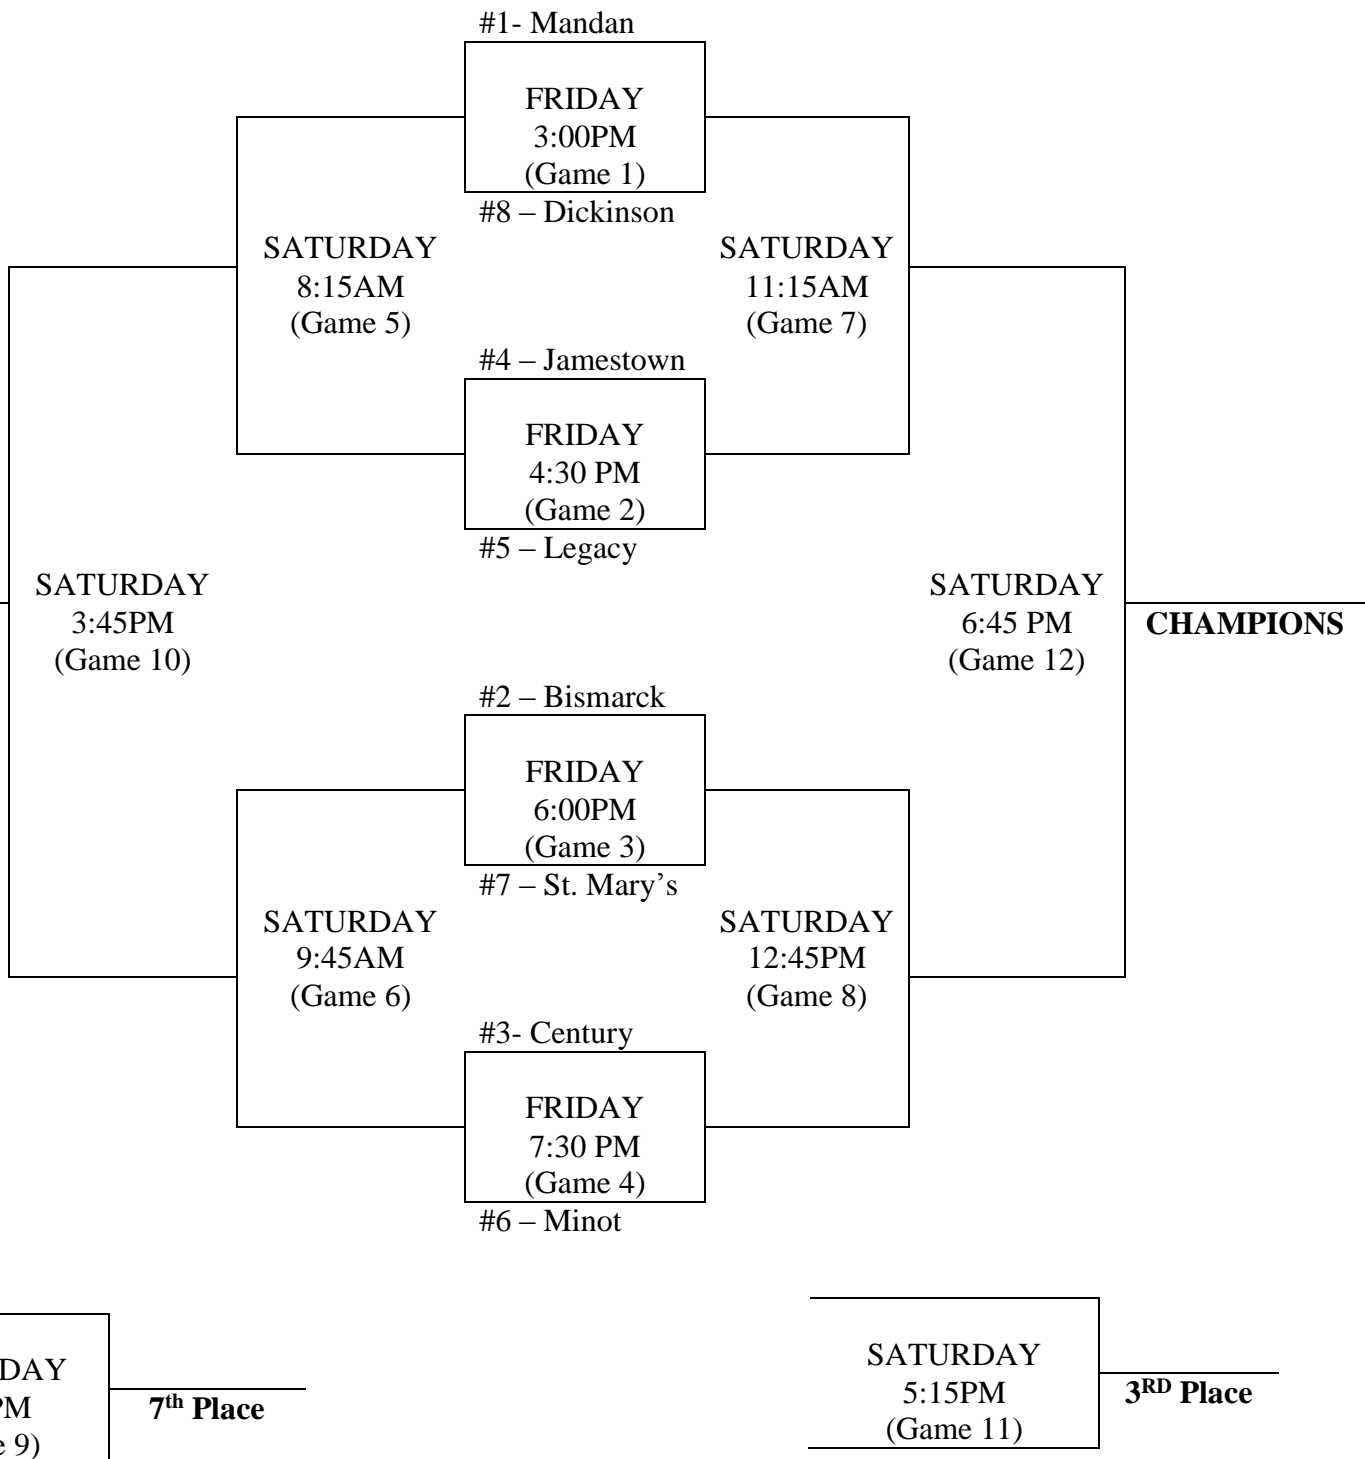 #1- Mandan
FRIDAY
3:00PM
(Game 1)
#8 – Dickinson
SATURDAY
8:15AM
(Game 5)
SATURDAY
11:15AM
(Game 7)
#4 – Jamestown
FRIDAY
4:30 PM
(Game 2)
#5 – Legacy
SATURDAY
3:45PM
(Game 10)
SATURDAY
6:45 PM
(Game 12)
CHAMPIONS
#2 – Bismarck
FRIDAY
6:00PM
(Game 3)
#7 – St. Mary’s
SATURDAY
9:45AM
(Game 6)
SATURDAY
12:45PM
(Game 8)
#3- Century
FRIDAY
7:30 PM
(Game 4)
#6 – Minot
9)
7th Place
SATURDAY
5:15PM
(Game 11)
3RD Place